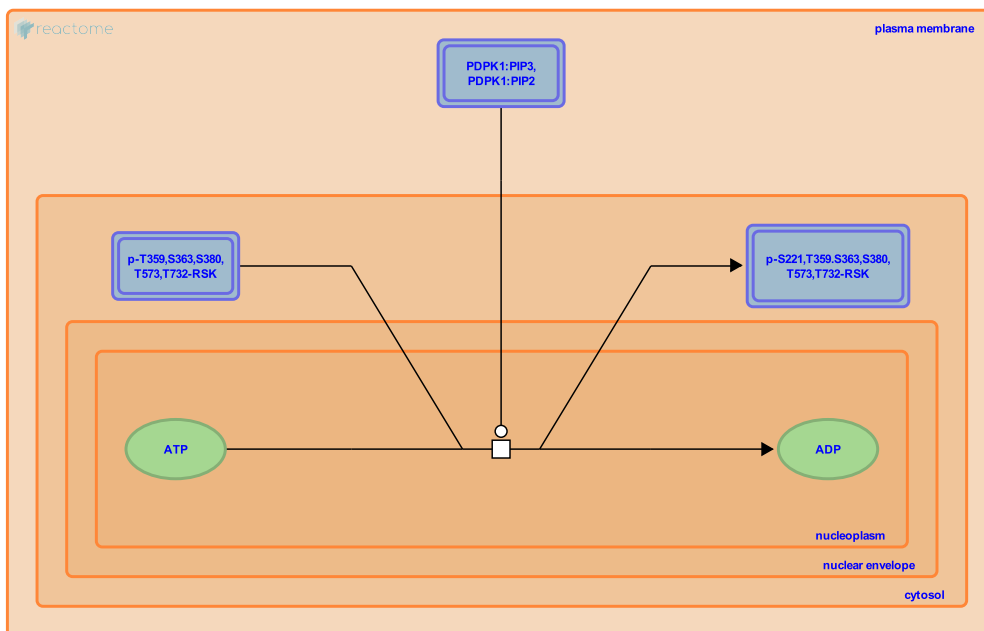 reactome
plasma membrane
PDPK1:PIP3,
PDPK1:PIP2
p-T359,S363,S380,
T573,T732-RSK
p-S221,T359.S363,S380,
T573,T732-RSK
ATP
ADP
nucleoplasm
nuclear envelope
cytosol